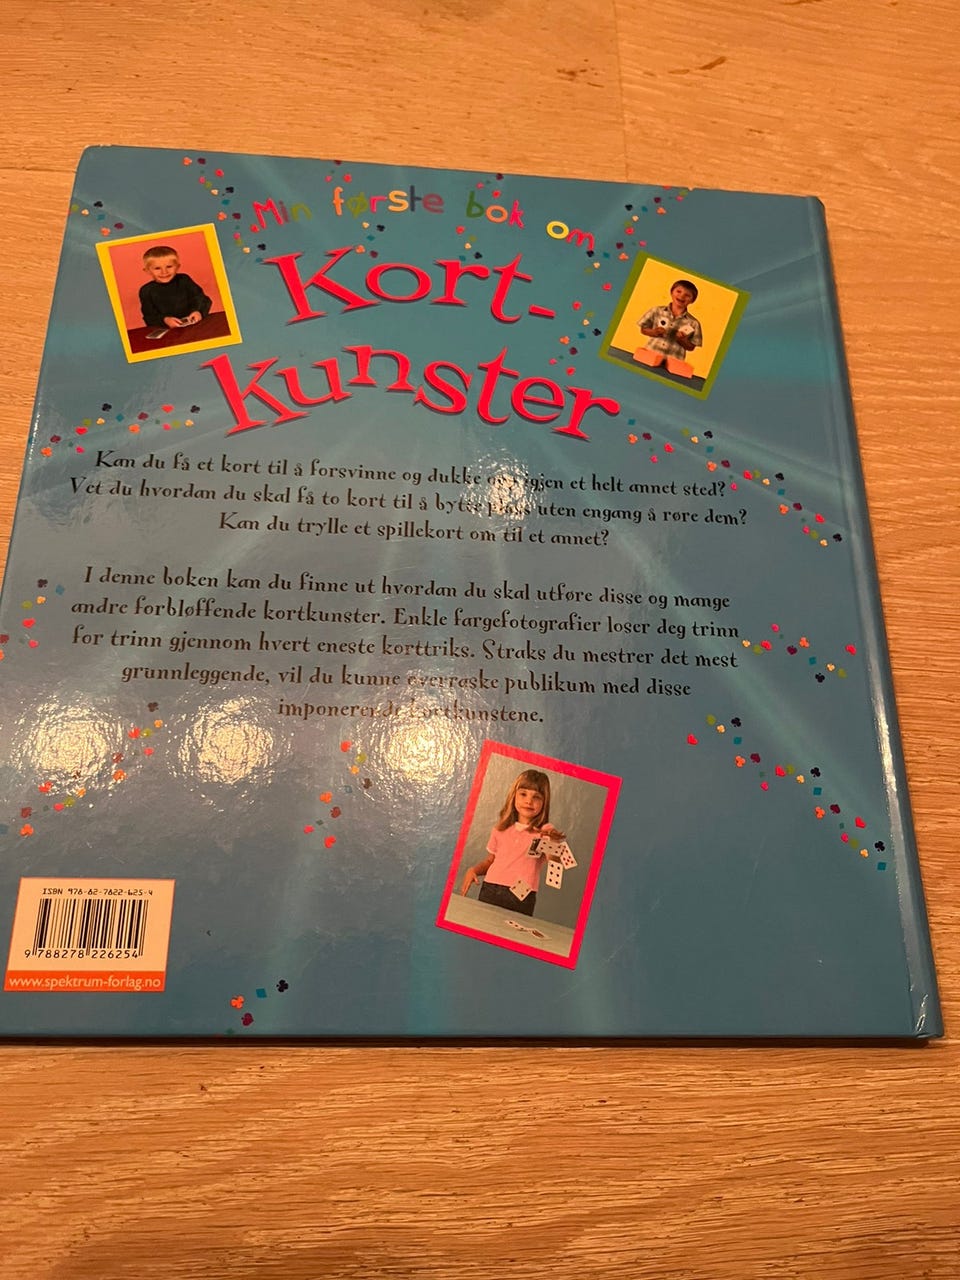 Min første bok om
Kort-
kunster
Kan du få et kort til å forsvinne og dukke opp igjen et helt annet sted?
Vet du hvordan du skal få to kort til å bytte plass uten engang å røre dem?
Kan du trylle et spillekort om til et annet?
I denne boken kan du finne ut hvordan du skal utføre disse og mange
andre forbløffende kortkunster. Enkle fargefotografier loser deg trinn
for trinn gjennom hvert eneste korttriks. Straks du mestrer det mest
grunnleggende, vil du kunne overraske publikum med disse
imponerende kortkunstene.
ISBN 978-82-7822-625-4
9 788278 226254
www.spektrum-forlag.no